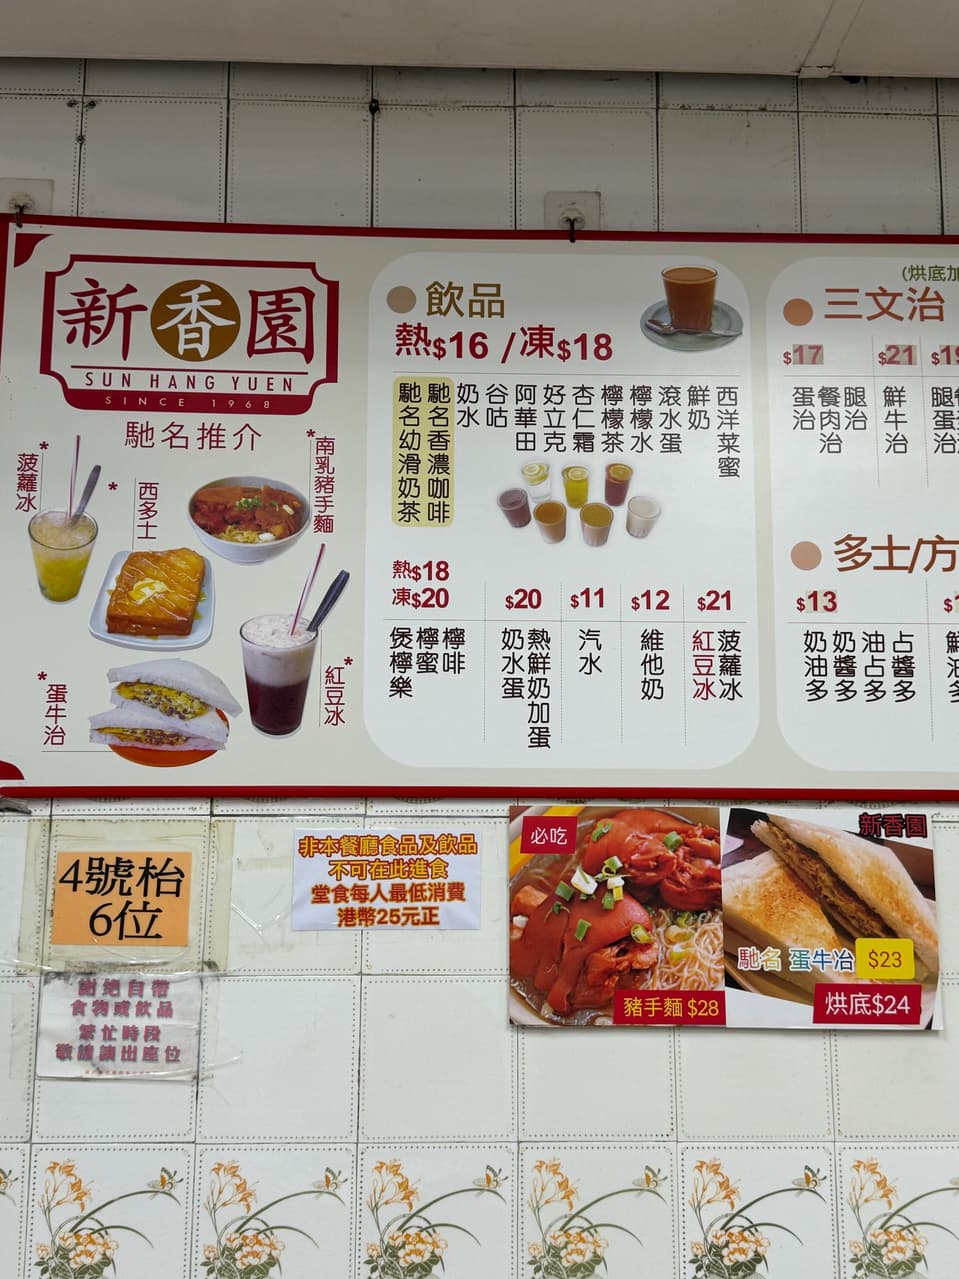 新香園
SUN HANG YUEN
SINCE 1968
馳名推介
*菠蘿冰
*西多士
*南乳豬手麵
*蛋牛治
*紅豆冰
飲品
熱$16 / 凍$18
馳名幼滑奶茶
馳名香濃咖啡
奶水
谷咕
阿華田
好立克
杏仁霜
檸檬茶
檸檬水
滾水蛋
鮮奶
西洋菜蜜
熱$18
凍$20
煲檸樂
檸蜜
檸啡
$20
奶水蛋
熱鮮奶加蛋
$11
汽水
$12
維他奶
$21
紅豆冰
菠蘿冰
(烘底加
三文治
$17
蛋治
餐肉治
腿治
$21
鮮牛治
多士/方
$13
奶油多
奶醬多
油占多
占醬多
4號枱
6位
謝絕自帶
食物或飲品
繁忙時段
敬請讓出座位
非本餐廳食品及飲品
不可在此進食
堂食每人最低消費
港幣25元正
必吃
豬手麵 $28
新香園
馳名 蛋牛冶 $23
烘底$24